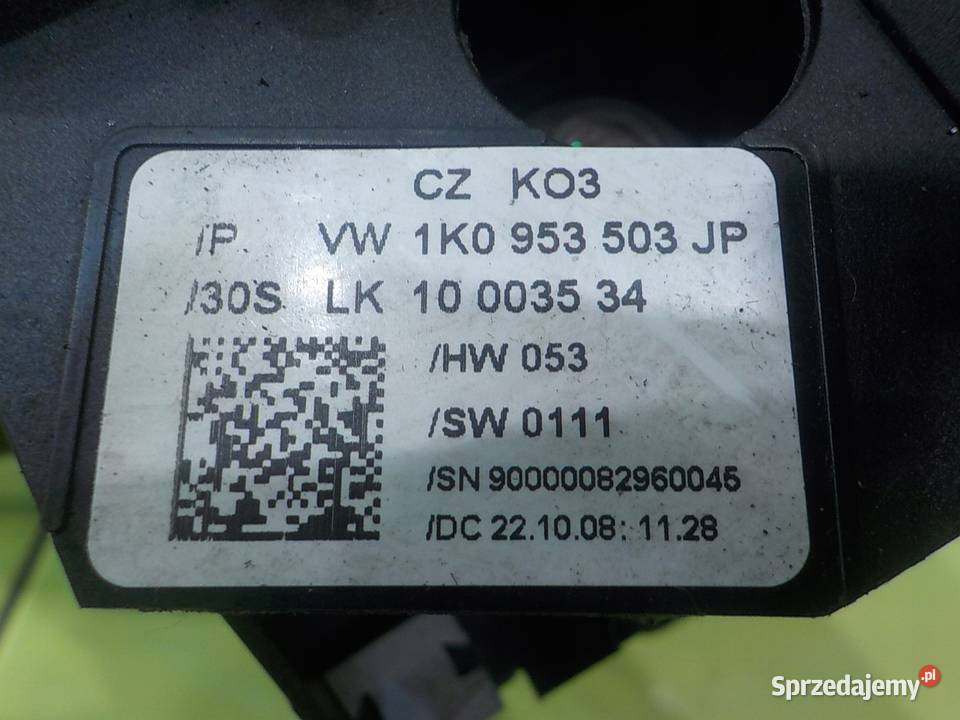 CZ KO3
/P. VW 1K0 953 503 JP
/30S LK 10 0035 34
/HW 053
/SW 0111
/SN 90000082960045
/DC 22.10.08: 11.28
Sprzedajemy.pl